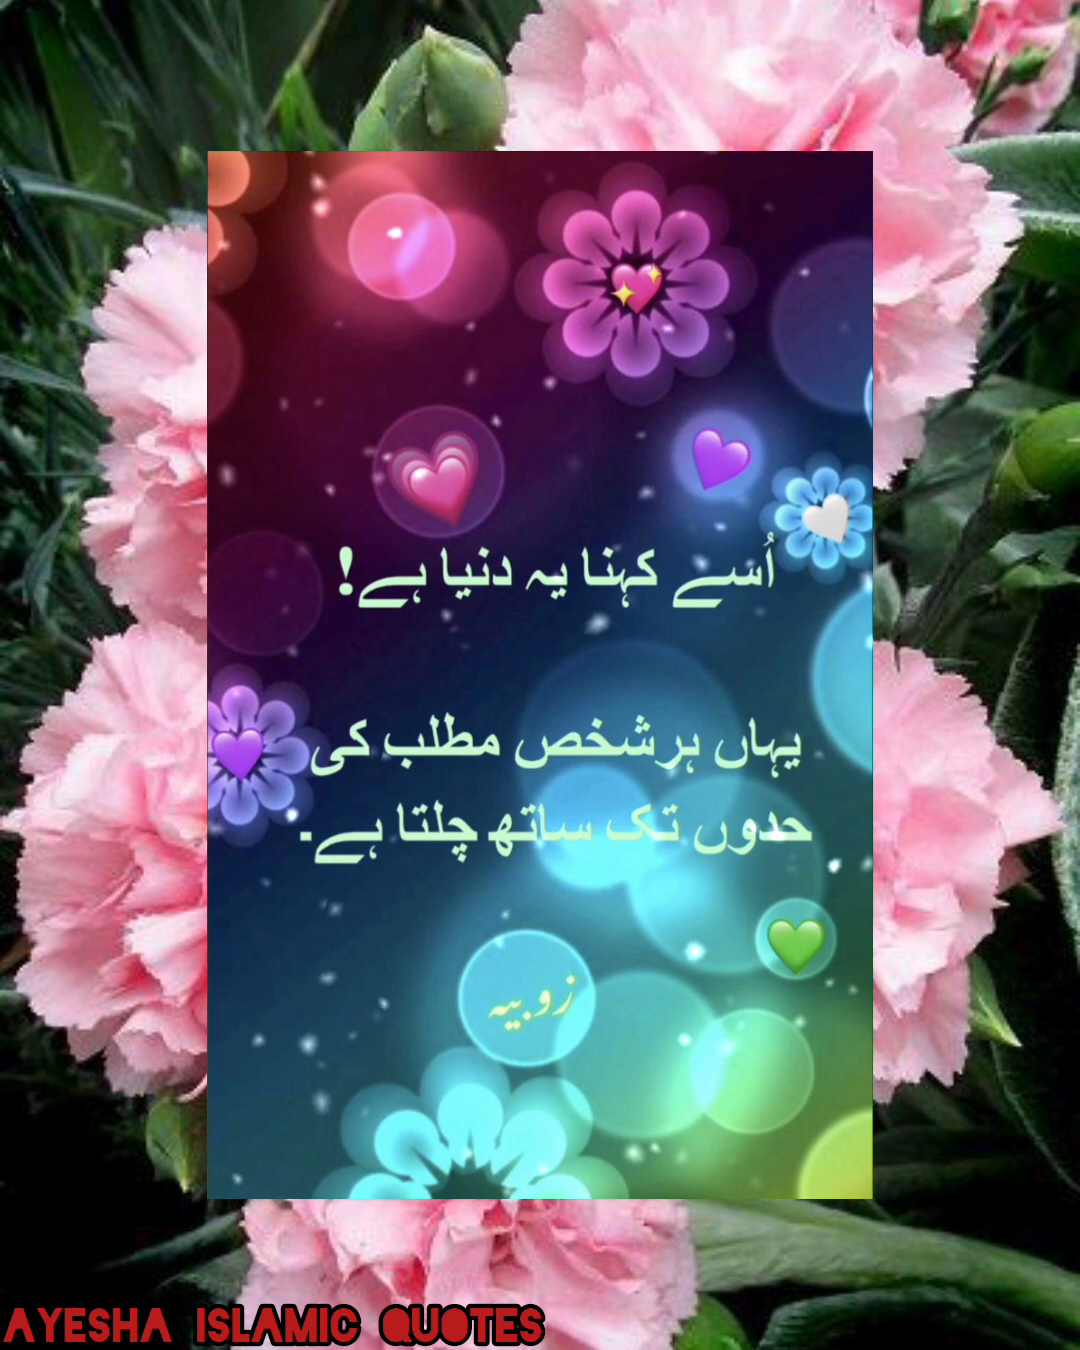 اُسے کہنا یہ دنیا ہے!
یہاں ہر شخص مطلب کی
حدوں تک ساتھ چلتا ہے۔
زوبیہ
AYESHA ISLAMIC QUOTES